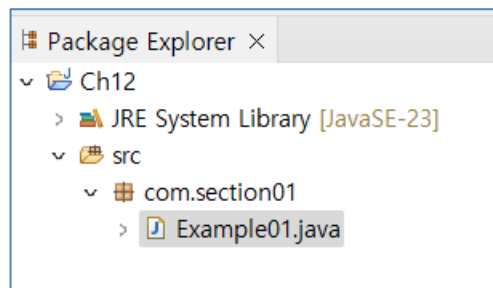 Package Explorer ×
Ch12
JRE System Library [JavaSE-23]
src
com.section01
Example01.java